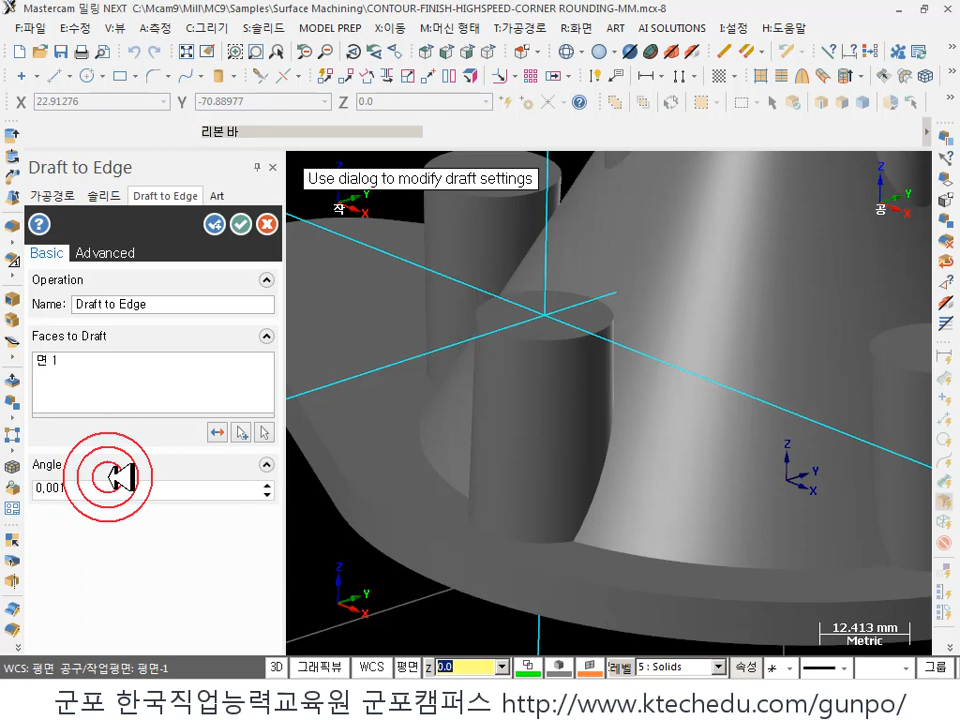 Mastercam 밀링 NEXT C:\Mcam9\Mill\MC9\Samples\Surface Machining\CONTOUR-FINISH-HIGHSPEED-CORNER ROUNDING-MM.mcx-8
F:파일 E:수정 V:뷰 A:측정 C:그리기 S:솔리드 MODEL PREP X:이동 M:머신 형태 T:가공경로 R:화면 ART AI SOLUTIONS I:설정 H:도움말
X 22.91276 Y -70.88977 Z 0.0
리본 바
Draft to Edge
가공경로 솔리드 Draft to Edge Art
Basic Advanced
Operation
Name: Draft to Edge
Faces to Draft
면 1
Angle
0,001
Use dialog to modify draft settings
Z
Y
X
작
Z
Y
X
공
Z
Y
X
Z
Y
X
12.413 mm
Metric
WCS: 평면 공구/작업평면: 평면-1 3D 그래픽뷰 WCS 평면 Z 0.0 레벨 5 : Solids 속성 그룹
군포 한국직업능력교육원 군포캠퍼스 http://www.ktechedu.com/gunpo/